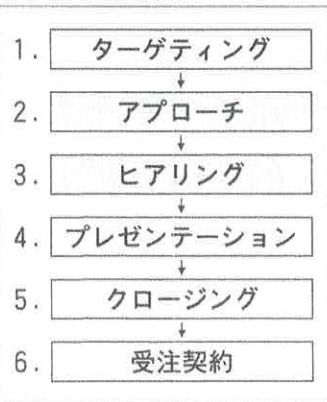 1. ターゲティング
2. アプローチ
3. ヒアリング
4. プレゼンテーション
5. クロージング
6. 受注契約